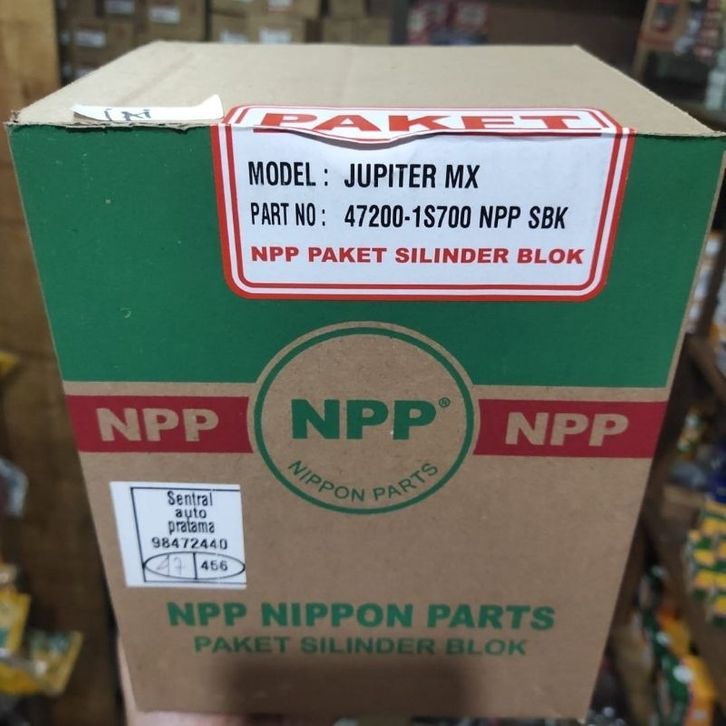 PAKET
MODEL : JUPITER MX
PART NO : 47200-1S700 NPP SBK
NPP PAKET SILINDER BLOK
NPP
NPP®
NIPPON PARTS
NPP
Sentral
auto
pratama
98472440
47 456
NPP NIPPON PARTS
PAKET SILINDER BLOK